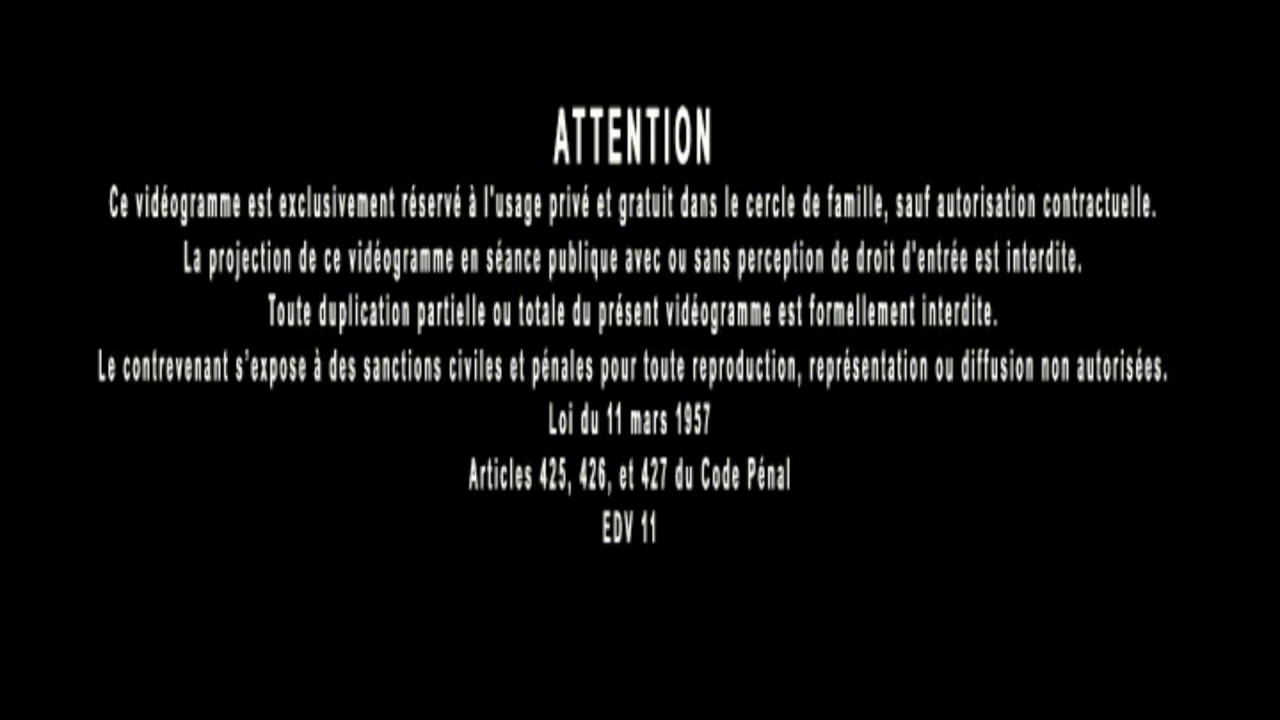 ATTENTION
Ce vidéogramme est exclusivement réservé à l'usage privé et gratuit dans le cercle de famille, sauf autorisation contractuelle.
La projection de ce vidéogramme en séance publique avec ou sans perception de droit d'entrée est interdite.
Toute duplication partielle ou totale du présent vidéogramme est formellement interdite.
Le contrevenant s'expose à des sanctions civiles et pénales pour toute reproduction, représentation ou diffusion non autorisées.
Loi du 11 mars 1957
Articles 425, 426, et 427 du Code Pénal
EDV 11